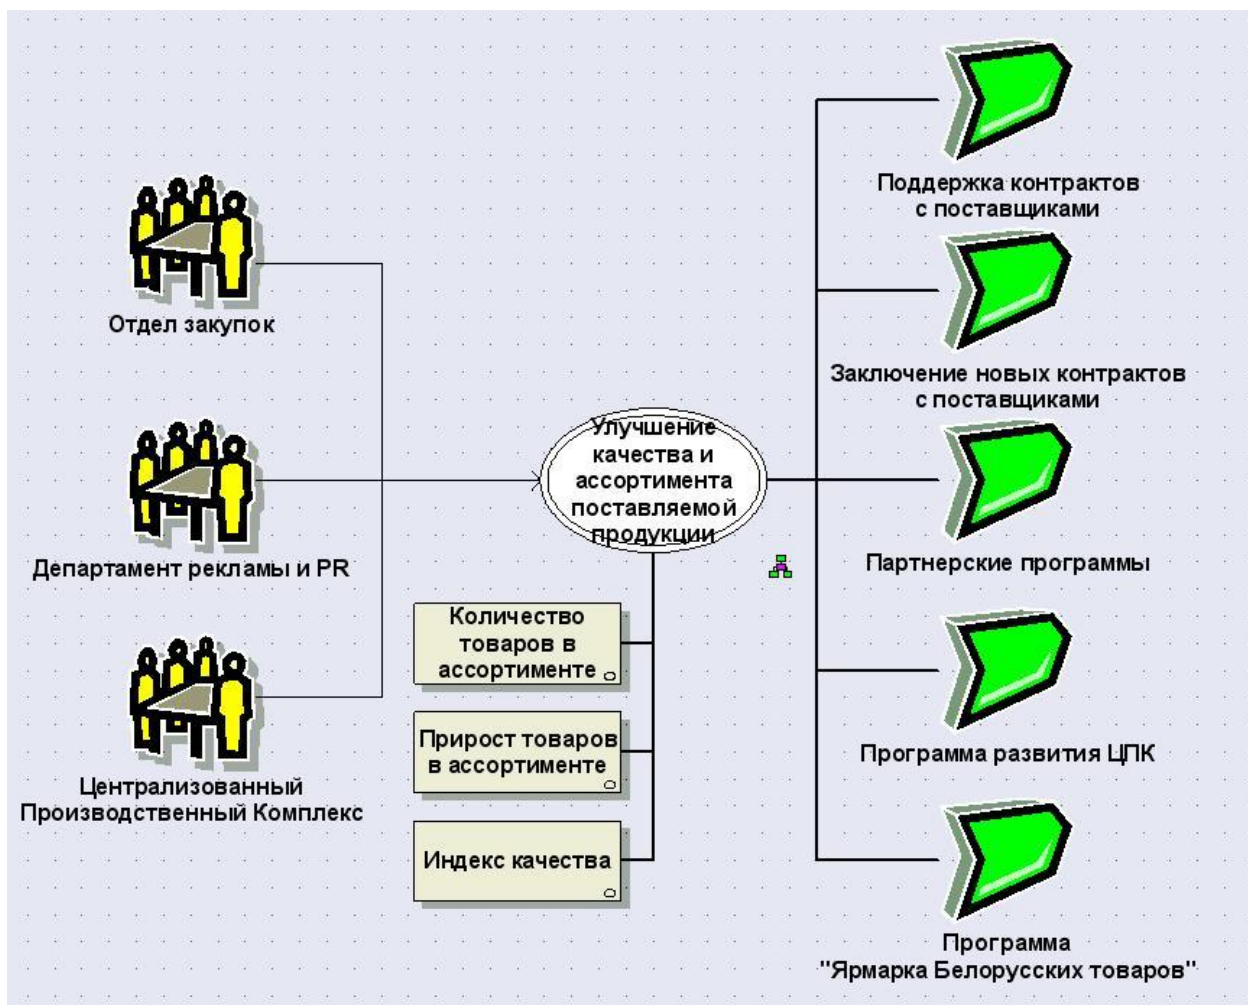 Отдел закупок
Департамент рекламы и PR
Централизованный
Производственный Комплекс
Улучшение
качества и
ассортимента
поставляемой
продукции
Количество
товаров в
ассортименте
Прирост товаров
в ассортименте
Индекс качества
Поддержка контрактов
с поставщиками
Заключение новых контрактов
с поставщиками
Партнерские программы
Программа развития ЦПК
Программа
"Ярмарка Белорусских товаров"